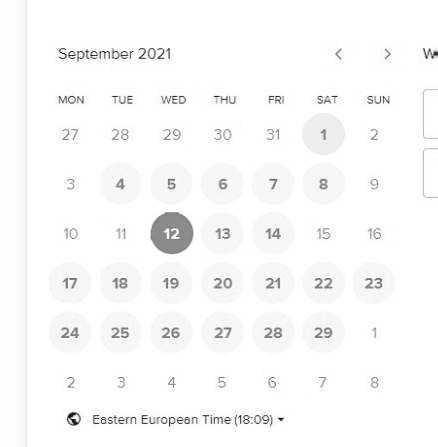 September 2021
MON TUE WED THU FRI SAT SUN
27 28 29 30 31 1 2
3 4 5 6 7 8 9
10 11 12 13 14 15 16
17 18 19 20 21 22 23
24 25 26 27 28 29 1
2 3 4 5 6 7 8
Eastern European Time (18:09)